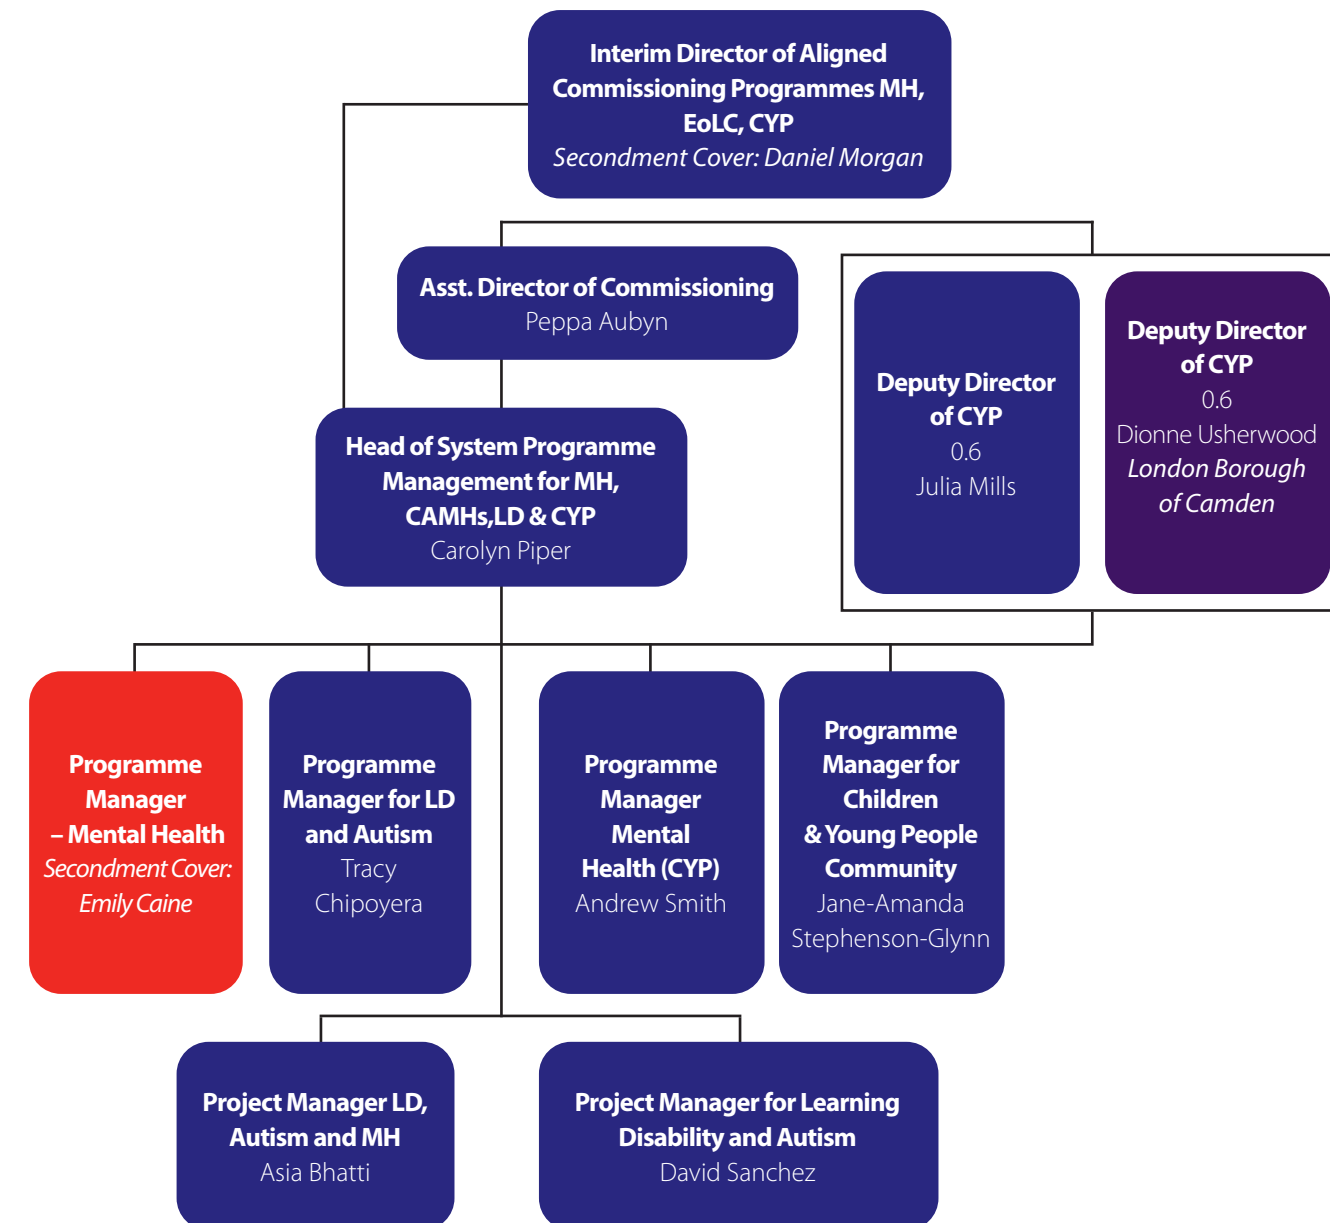 Interim Director of Aligned
Commissioning Programmes MH,
EoLC, CYP
Secondment Cover: Daniel Morgan
Asst. Director of Commissioning
Peppa Aubyn
Deputy Director
of CYP
0.6
Julia Mills
Deputy Director
of CYP
0.6
Dionne Usherwood
London Borough
of Camden
Head of System Programme
Management for MH,
CAMHs,LD & CYP
Carolyn Piper
Programme
Manager
– Mental Health
Secondment Cover:
Emily Caine
Programme
Manager for LD
and Autism
Tracy
Chipoyera
Programme
Manager
Mental
Health (CYP)
Andrew Smith
Programme
Manager for
Children
& Young People
Community
Jane-Amanda
Stephenson-Glynn
Project Manager LD,
Autism and MH
Asia Bhatti
Project Manager for Learning
Disability and Autism
David Sanchez